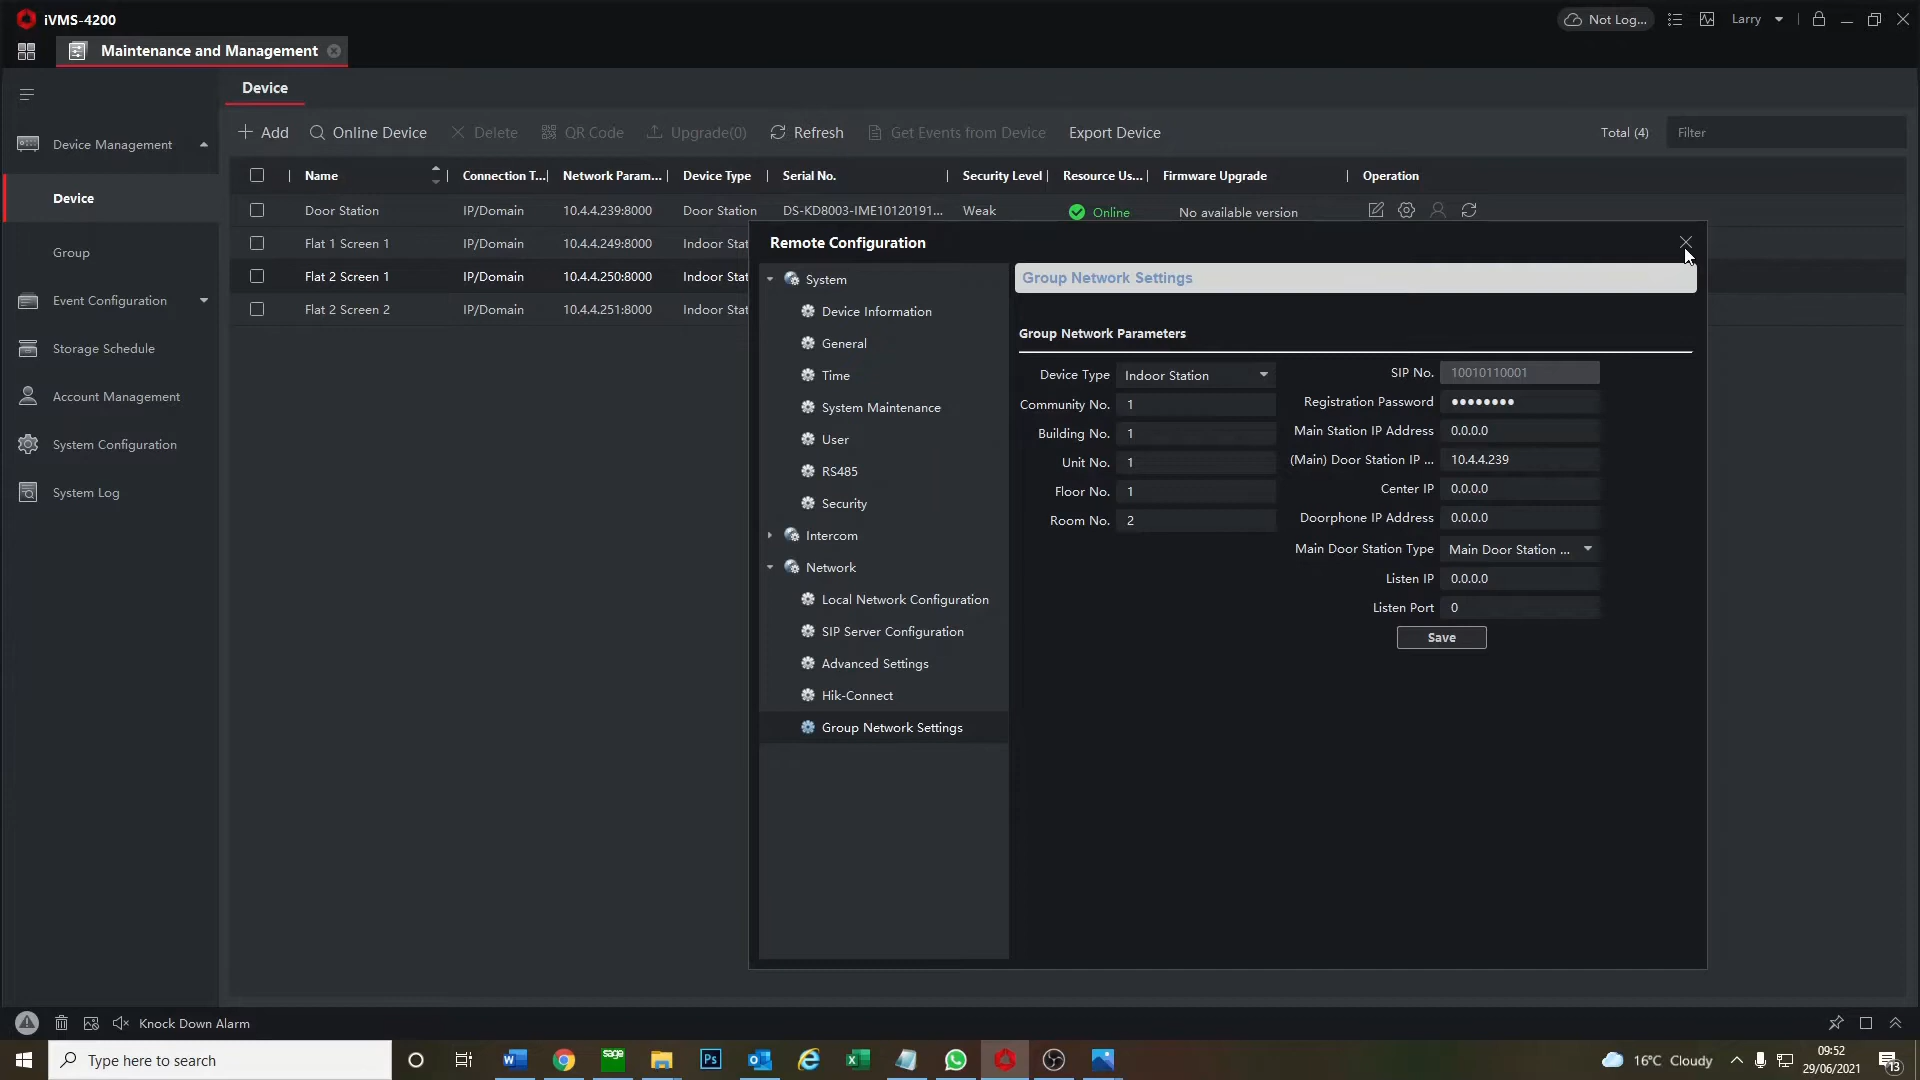 iVMS-4200
Not Log...
Larry
Maintenance and Management
Device
Add
Online Device
Delete
QR Code
Upgrade(0)
Refresh
Get Events from Device
Export Device
Total (4)
Filter
Device Management
Device
Group
Event Configuration
Storage Schedule
Account Management
System Configuration
System Log
Name
Connection T...
Network Param...
Device Type
Serial No.
Security Level
Resource Us...
Firmware Upgrade
Operation
Door Station IP/Domain 10.4.4.239:8000 Door Station DS-KD8003-IME10120191... Weak Online No available version
Flat 1 Screen 1 IP/Domain 10.4.4.249:8000 Indoor Stat
Flat 2 Screen 1 IP/Domain 10.4.4.250:8000 Indoor Stat
Flat 2 Screen 2 IP/Domain 10.4.4.251:8000 Indoor Stat
Remote Configuration
System
Device Information
General
Time
System Maintenance
User
RS485
Security
Intercom
Network
Local Network Configuration
SIP Server Configuration
Advanced Settings
Hik-Connect
Group Network Settings
Group Network Settings
Group Network Parameters
Device Type Indoor Station
Community No. 1
Building No. 1
Unit No. 1
Floor No. 1
Room No. 2
SIP No. 10010110001
Registration Password ●●●●●●●●
Main Station IP Address 0.0.0.0
(Main) Door Station IP ... 10.4.4.239
Center IP 0.0.0.0
Doorphone IP Address 0.0.0.0
Main Door Station Type Main Door Station ...
Listen IP 0.0.0.0
Listen Port 0
Save
Knock Down Alarm
Type here to search
sage
Ps
16°C Cloudy
09:52
29/06/2021
13